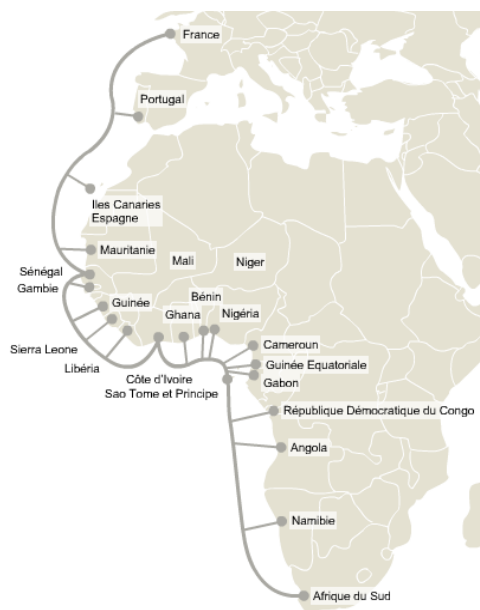 France
Portugal
Iles Canaries
Espagne
Mauritanie
Mali
Niger
Sénégal
Gambie
Bénin
Guinée
Ghana
Nigéria
Sierra Leone
Cameroun
Libéria
Guinée Equatoriale
Côte d'Ivoire
Gabon
Sao Tome et Principe
République Démocratique du Congo
Angola
Namibie
Afrique du Sud